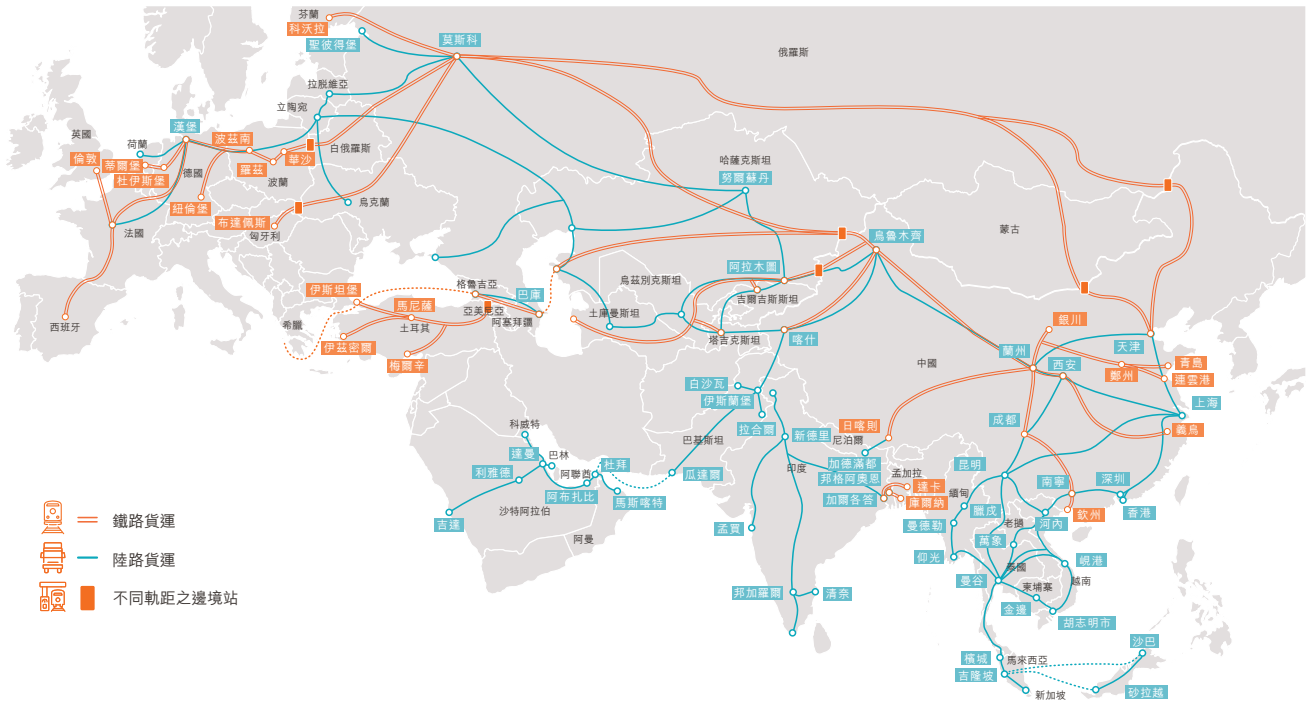 芬蘭
科沃拉
聖彼得堡
莫斯科
俄羅斯
拉脱維亞
立陶宛
英國
荷蘭
漢堡
波茲南
白俄羅斯
倫敦
蒂爾堡
杜伊斯堡
德國
羅茲
華沙
波蘭
紐倫堡
烏克蘭
布達佩斯
匈牙利
法國
西班牙
哈薩克斯坦
努爾蘇丹
蒙古
烏魯木齊
阿拉木圖
烏茲別克斯坦
吉爾吉斯斯坦
格魯吉亞
伊斯坦堡
馬尼薩
巴庫
亞美尼亞
阿塞拜疆
土庫曼斯坦
希臘
土耳其
伊茲密爾
梅爾辛
塔吉克斯坦
喀什
銀川
天津
蘭州
西安
中國
鄭州
青島
連雲港
上海
白沙瓦
伊斯蘭堡
拉合爾
成都
義烏
日喀則
科威特
巴基斯坦
新德里
尼泊爾
達曼
巴林
利雅德
阿聯酋
杜拜
瓜達爾
印度
加德滿都
邦格阿奧恩
孟加拉
達卡
昆明
南寧
深圳
阿布扎比
馬斯喀特
加爾各答
庫爾納
緬甸
臘戌
香港
吉達
沙特阿拉伯
孟買
曼德勒
老撾
河內
欽州
阿曼
仰光
萬象
泰國
峴港
曼谷
柬埔寨
越南
邦加羅爾
清奈
金邊
胡志明市
沙巴
檳城
馬來西亞
吉隆坡
新加坡
砂拉越
鐵路貨運
陸路貨運
不同軌距之邊境站